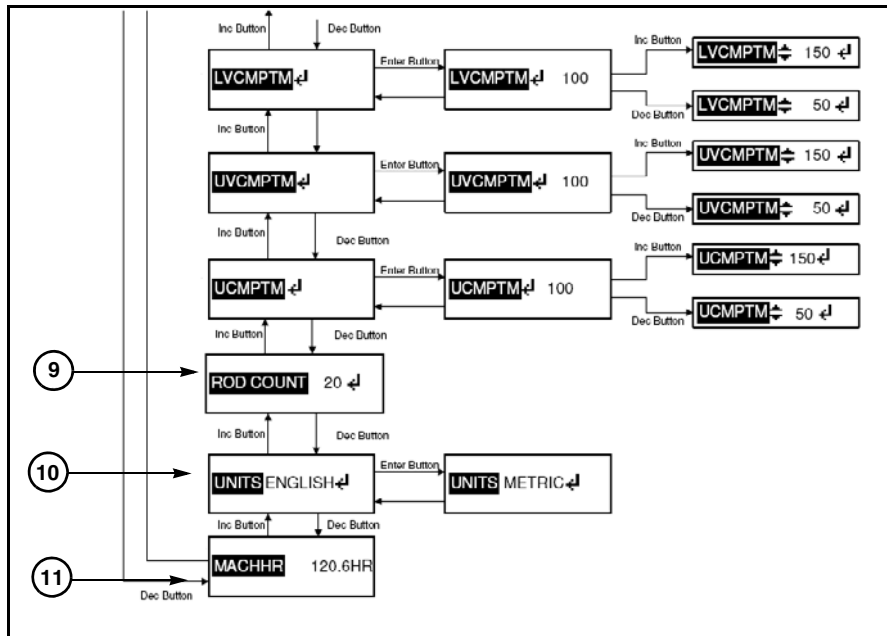 Inc Button
Dec Button
LVCMPTM
Enter Button
LVCMPTM 100
Inc Button
LVCMPTM 150
Dec Button
LVCMPTM 50
Inc Button
UVCMPTM
Enter Button
UVCMPTM 100
Inc Button
UVCMPTM 150
Dec Button
UVCMPTM 50
Inc Button
Dec Button
UCMPTM
Enter Button
UCMPTM 100
Inc Button
UCMPTM 150
Dec Button
UCMPTM 50
Inc Button
Dec Button
9
ROD COUNT 20
Inc Button
Dec Button
10
UNITS ENGLISH
Enter Button
UNITS METRIC
Inc Button
Dec Button
11
MACHHR 120.6HR
Dec Button